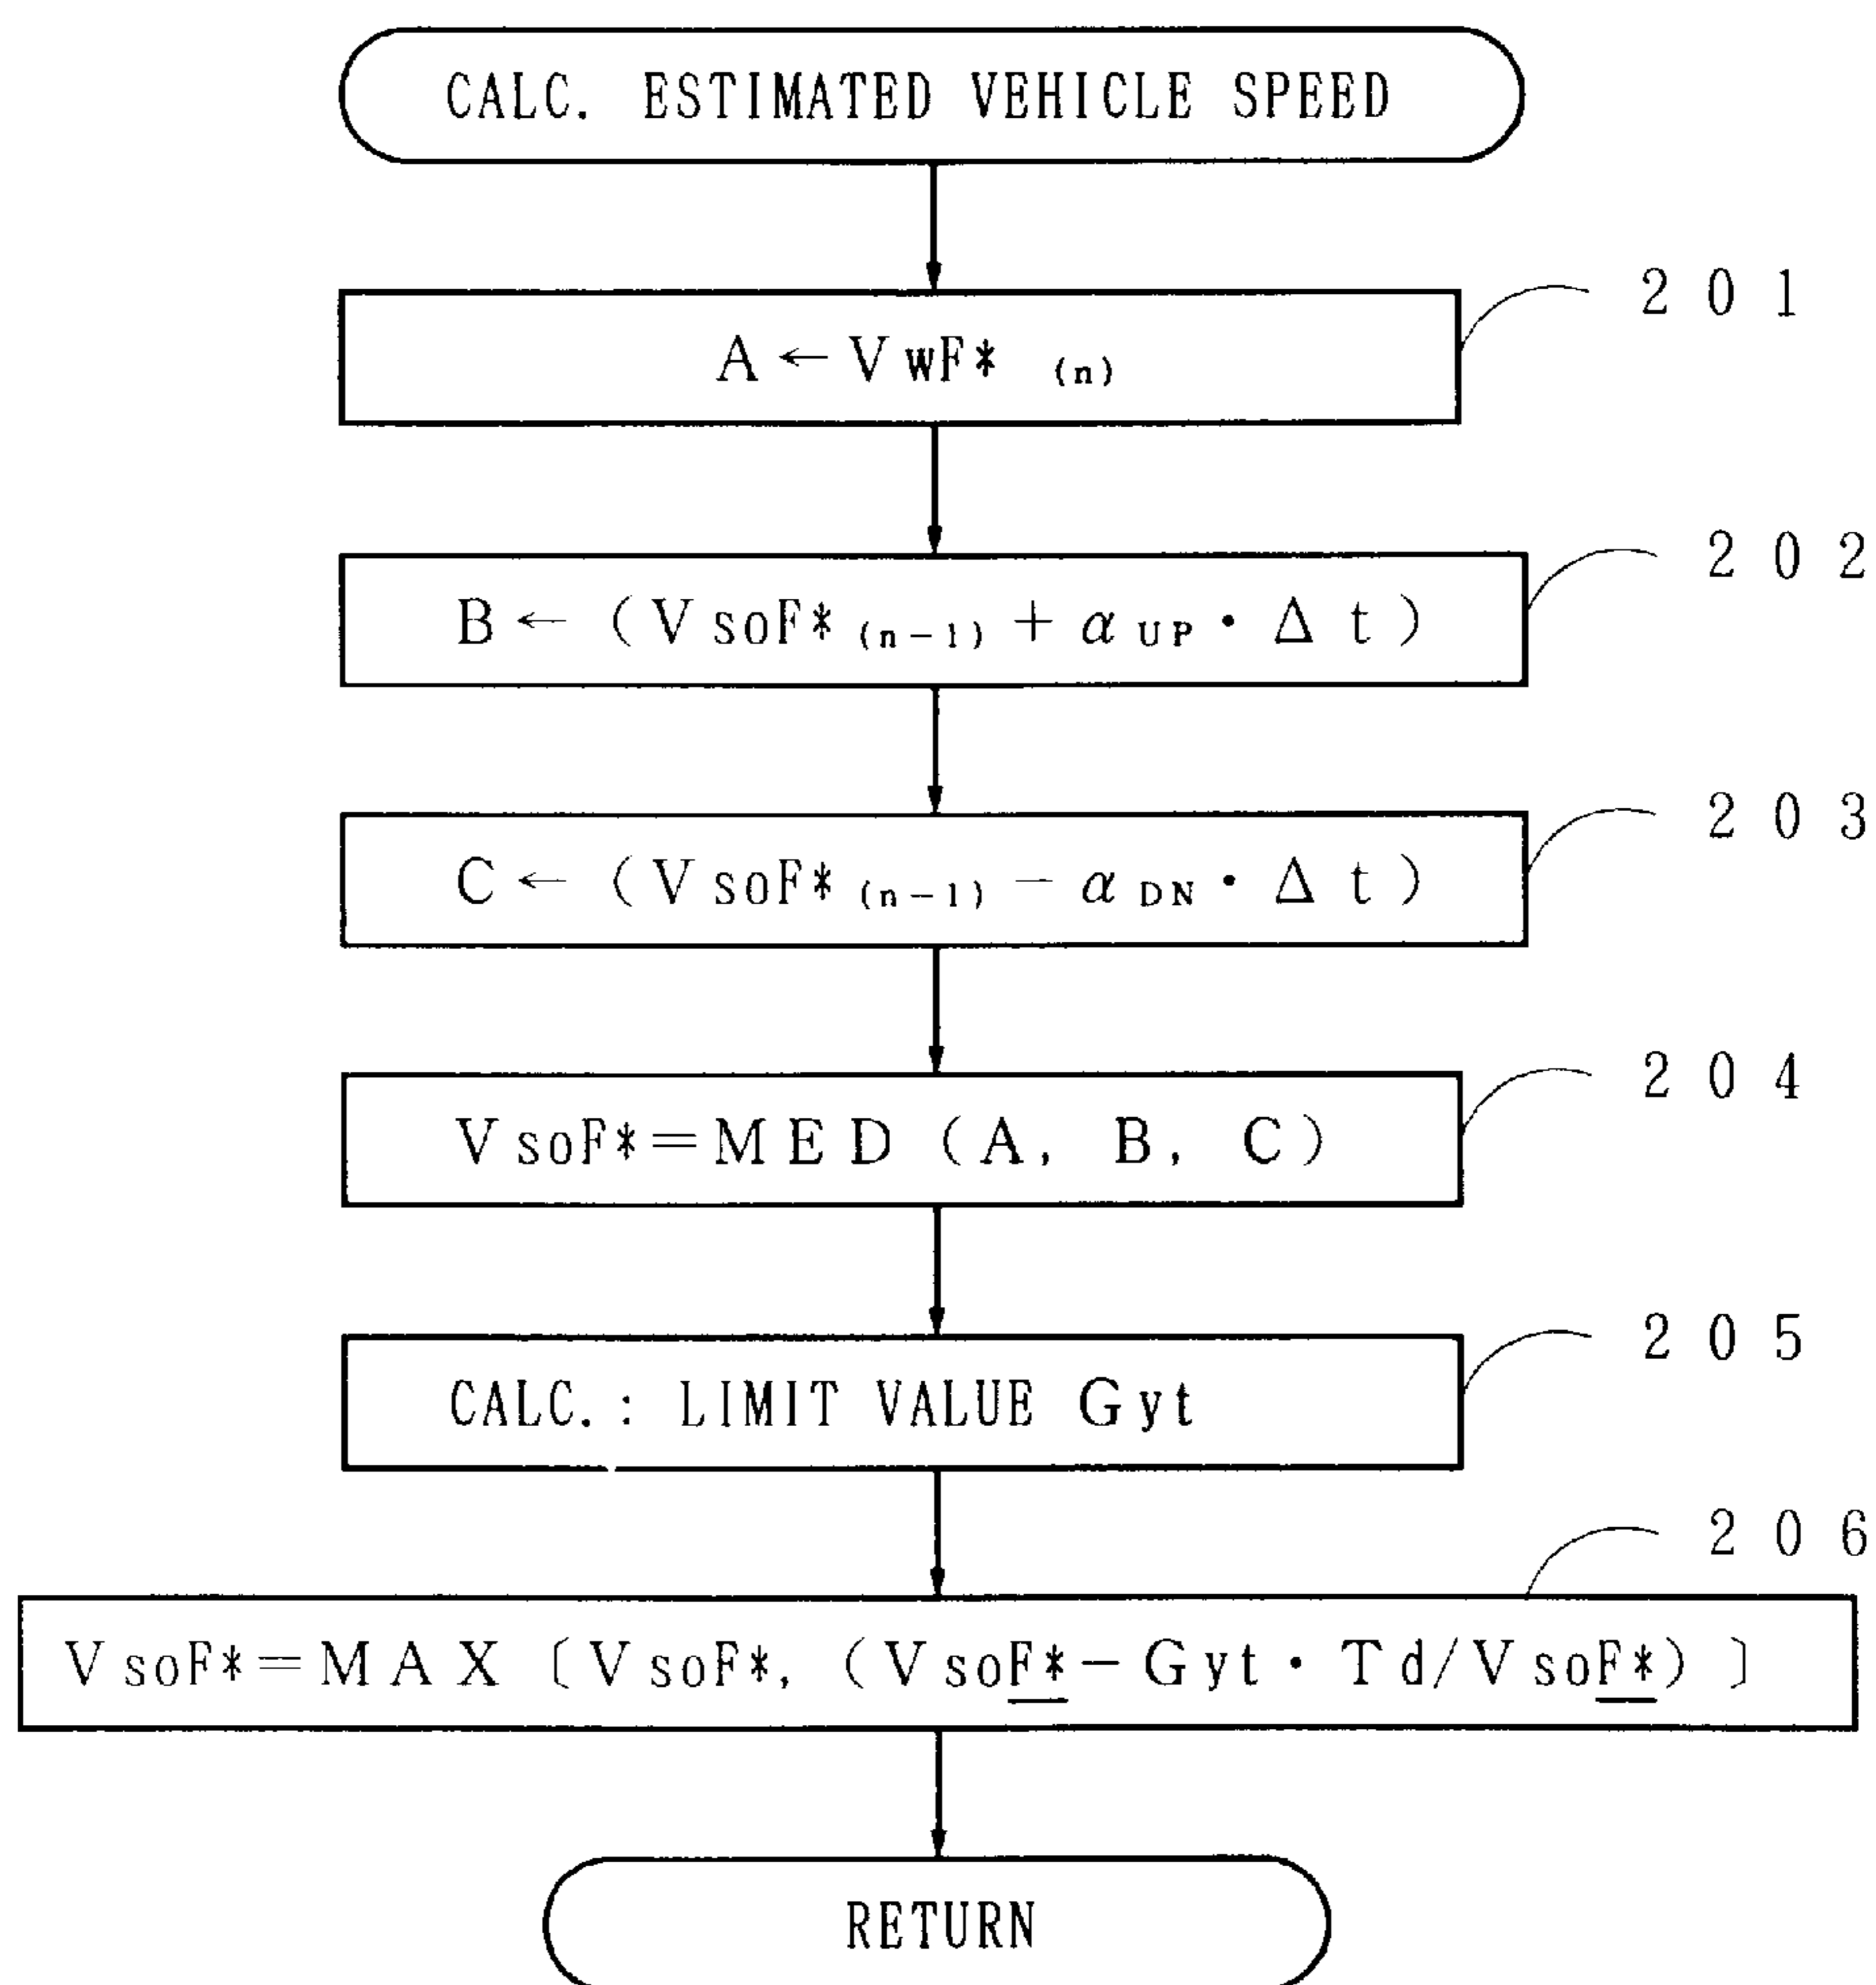 CALC. ESTIMATED VEHICLE SPEED
201
A←VwF* (n)
202
B←(VsoF*(n-1)+αUP・Δt)
203
C←(VsoF*(n-1)-αDN・Δt)
204
VsoF*=MED(A, B, C)
205
CALC.: LIMIT VALUE Gyt
206
VsoF*=MAX〔VsoF*, (VsoF*-Gyt・Td/VsoF*)〕
RETURN